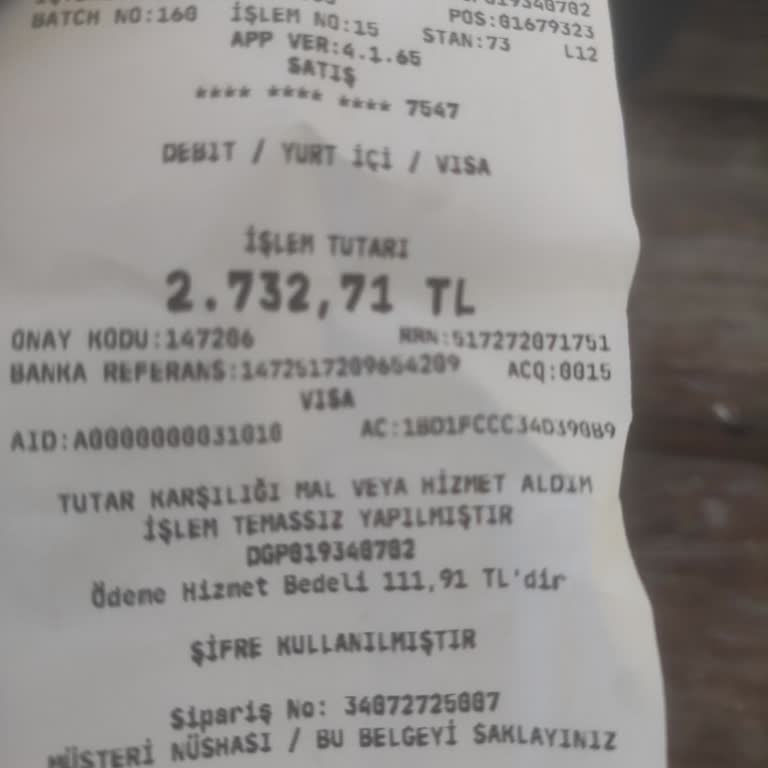 BATCH NO:160 İŞLEM NO:15 POS:01679323
APP VER:4.1.65 STAN:73 L12
SATIŞ
**** **** **** 7547
DEBIT / YURT İÇİ / VISA
İŞLEM TUTARI
2.732,71 TL
ONAY KODU:147206 RRN:517272071751
BANKA REFERANS:1472517209654209 ACQ:0015
VISA
AID:A0000000031010 AC:1BD1FCCC34D39089
TUTAR KARŞILIĞI MAL VEYA HİZMET ALDIM
İŞLEM TEMASSIZ YAPILMIŞTIR
DGP019340702
Ödeme Hizmet Bedeli 111,91 TL'dir
ŞİFRE KULLANILMIŞTIR
Sipariş No: 34072725007
MÜŞTERİ NÜSHASI / BU BELGEYİ SAKLAYINIZ